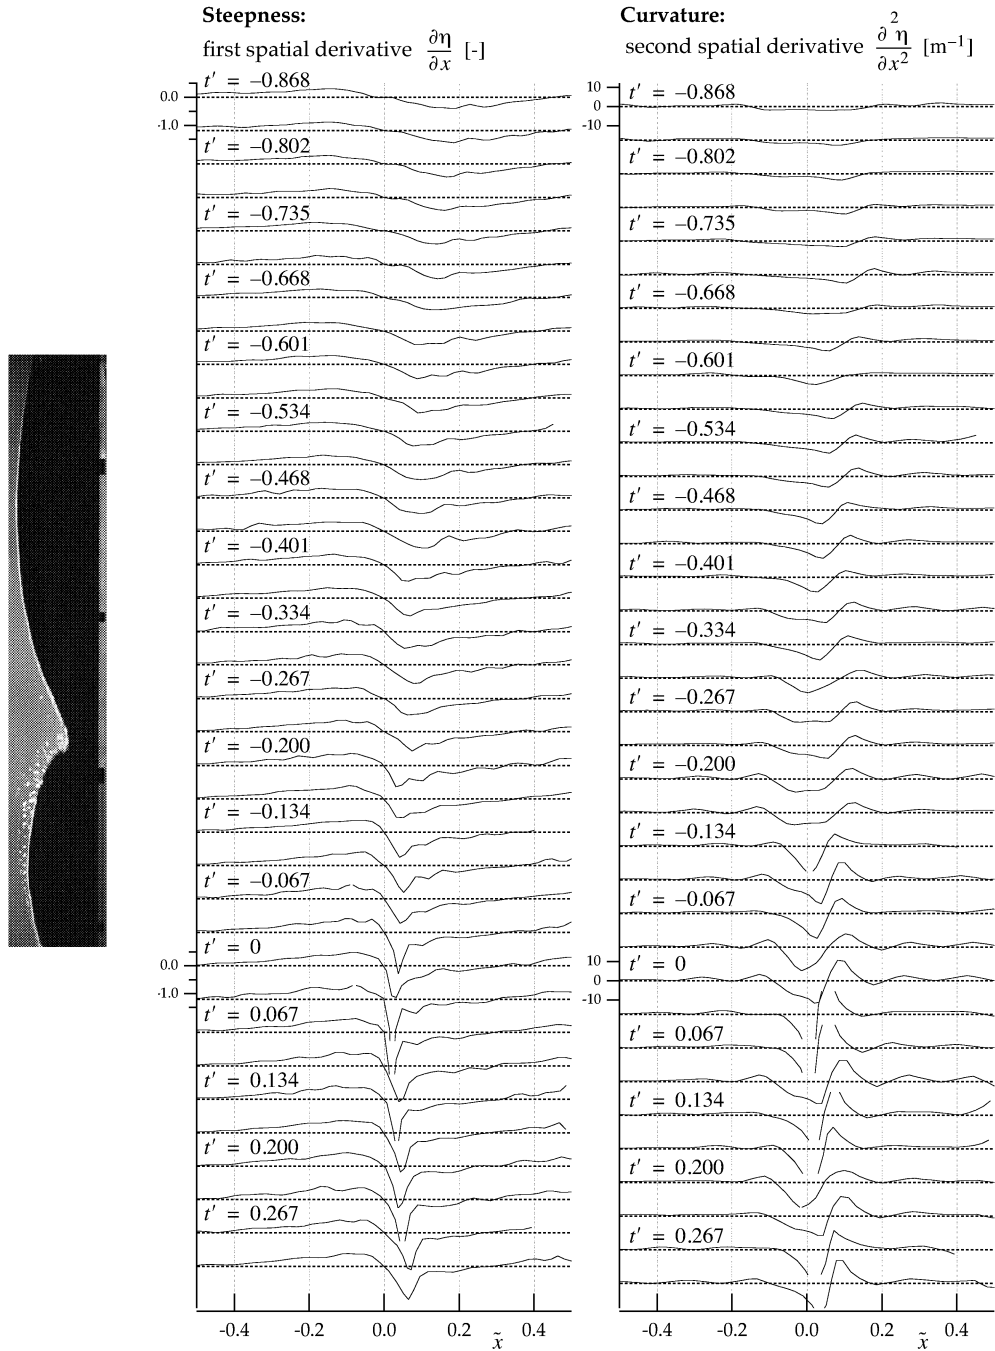 Steepness:
first spatial derivative ∂η/∂x [-]
t′ = –0.868
0.0
-1.0
t′ = –0.802
t′ = –0.735
t′ = –0.668
t′ = –0.601
t′ = –0.534
t′ = –0.468
t′ = –0.401
t′ = –0.334
t′ = –0.267
t′ = –0.200
t′ = –0.134
t′ = –0.067
t′ = 0
0.0
-1.0
t′ = 0.067
t′ = 0.134
t′ = 0.200
t′ = 0.267
-0.4 -0.2 0.0 0.2 0.4
x̃
Curvature:
second spatial derivative ∂²η/∂x² [m⁻¹]
10
t′ = –0.868
0
-10
t′ = –0.802
t′ = –0.735
t′ = –0.668
t′ = –0.601
t′ = –0.534
t′ = –0.468
t′ = –0.401
t′ = –0.334
t′ = –0.267
t′ = –0.200
t′ = –0.134
t′ = –0.067
t′ = 0
10
0
-10
t′ = 0.067
t′ = 0.134
t′ = 0.200
t′ = 0.267
-0.4 -0.2 0.0 0.2 0.4
x̃